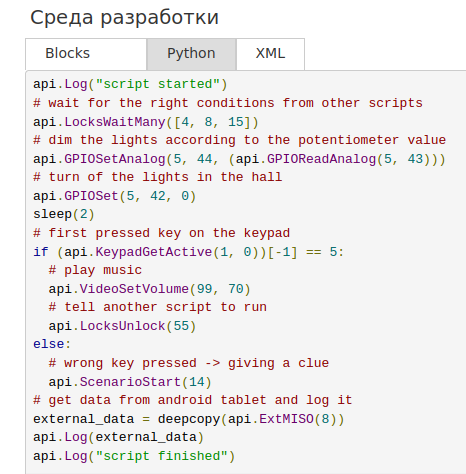 Среда разработки
Blocks Python XML
api.Log("script started")
# wait for the right conditions from other scripts
api.LocksWaitMany([4, 8, 15])
# dim the lights according to the potentiometer value
api.GPIOSetAnalog(5, 44, (api.GPIOReadAnalog(5, 43)))
# turn of the lights in the hall
api.GPIOSet(5, 42, 0)
sleep(2)
# first pressed key on the keypad
if (api.KeypadGetActive(1, 0))[-1] == 5:
  # play music
  api.VideoSetVolume(99, 70)
  # tell another script to run
  api.LocksUnlock(55)
else:
  # wrong key pressed -> giving a clue
  api.ScenarioStart(14)
# get data from android tablet and log it
external_data = deepcopy(api.ExtMISO(8))
api.Log(external_data)
api.Log("script finished")